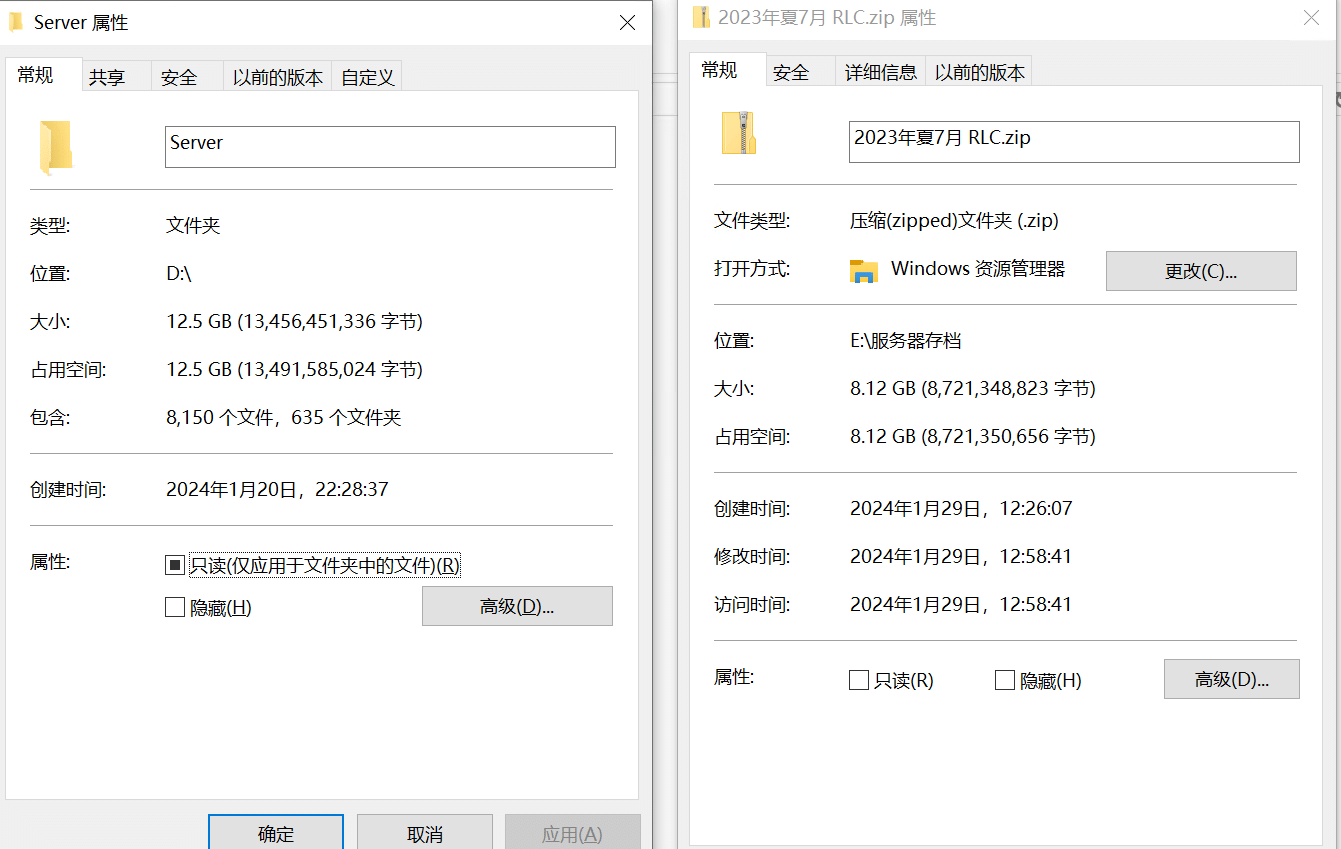 Server 属性
常规
共享
安全
以前的版本
自定义
Server
类型:
文件夹
位置:
D:\
大小:
12.5 GB (13,456,451,336 字节)
占用空间:
12.5 GB (13,491,585,024 字节)
包含:
8,150 个文件，635 个文件夹
创建时间:
2024年1月20日，22:28:37
属性:
只读(仅应用于文件夹中的文件)(R)
隐藏(H)
高级(D)...
确定
取消
应用(A)
2023年夏7月 RLC.zip 属性
常规
安全
详细信息
以前的版本
2023年夏7月 RLC.zip
文件类型:
压缩(zipped)文件夹 (.zip)
打开方式:
Windows 资源管理器
更改(C)...
位置:
E:\服务器存档
大小:
8.12 GB (8,721,348,823 字节)
占用空间:
8.12 GB (8,721,350,656 字节)
创建时间:
2024年1月29日，12:26:07
修改时间:
2024年1月29日，12:58:41
访问时间:
2024年1月29日，12:58:41
属性:
只读(R)
隐藏(H)
高级(D)...